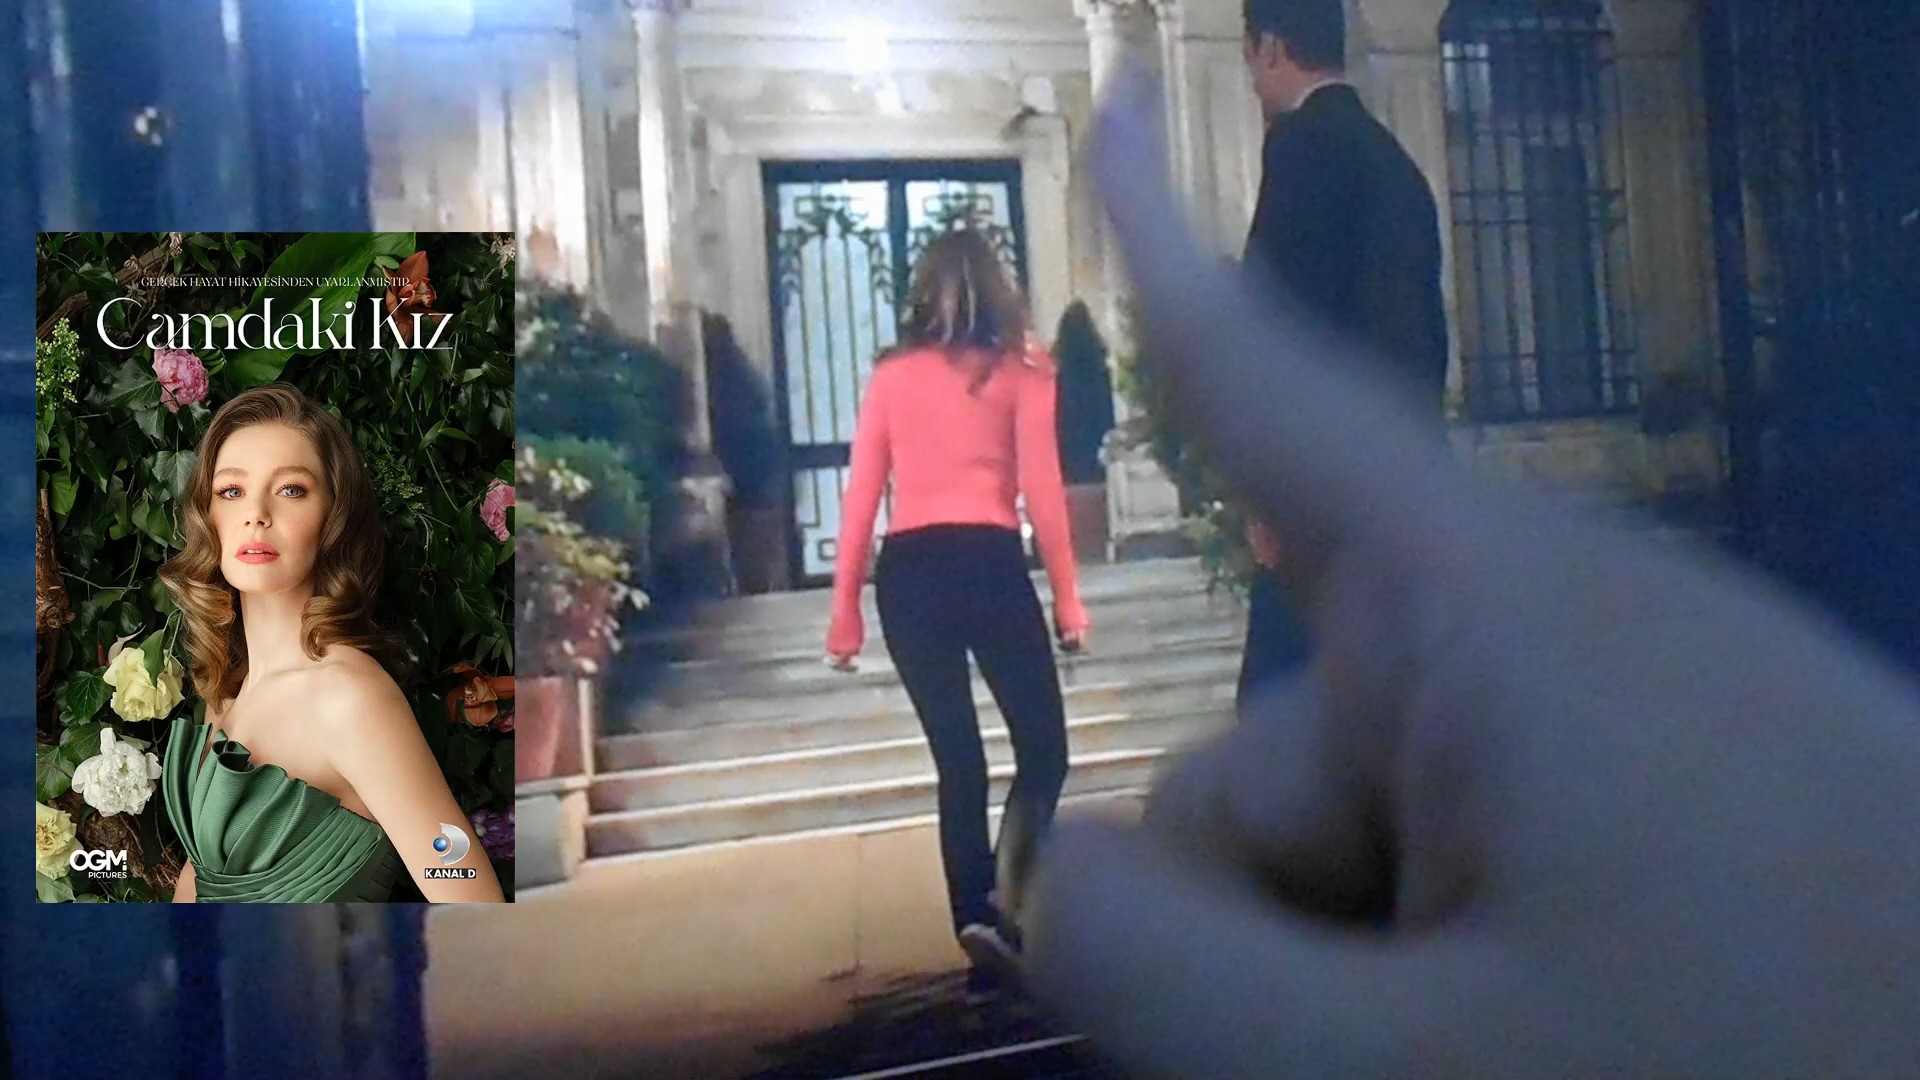 GERÇEK HAYAT HİKAYESİNDEN UYARLANMIŞTIR.
Camdaki Kız
OGM
PICTURES
KANAL D